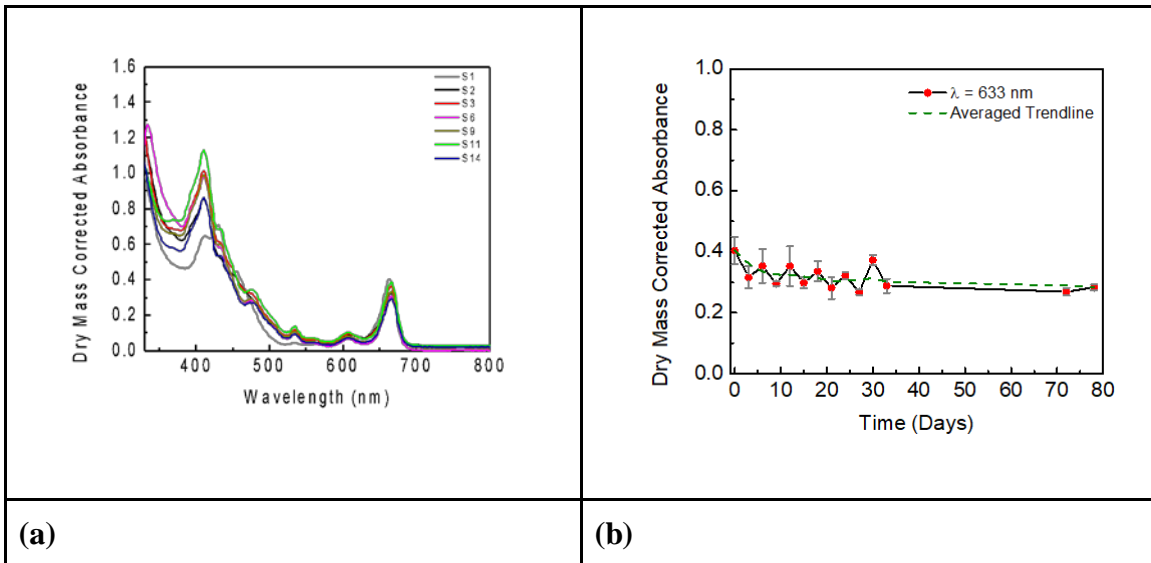 Dry Mass Corrected Absorbance
1.6
1.4
1.2
1.0
0.8
0.6
0.4
0.2
0.0
400 500 600 700 800
Wavelength (nm)
S1
S2
S3
S6
S9
S11
S14
Dry Mass Corrected Absorbance
1.0
0.8
0.6
0.4
0.2
0.0
0 10 20 30 40 50 60 70 80
Time (Days)
λ = 633 nm
Averaged Trendline
(a)
(b)